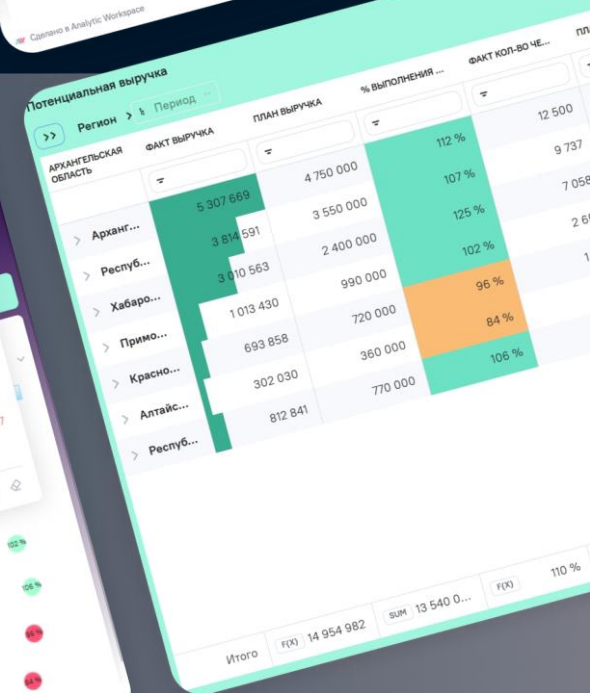 Сделано в Analytic Workspace
Потенциальная выручка
Регион Период
АРХАНГЕЛЬСКАЯ ОБЛАСТЬ ФАКТ ВЫРУЧКА ПЛАН ВЫРУЧКА % ВЫПОЛНЕНИЯ ... ФАКТ КОЛ-ВО ЧЕ...
Арханг... 5 307 669 4 750 000 112 % 12 500
Респуб... 3 814 591 3 550 000 107 % 9 737
Хабаро... 3 010 563 2 400 000 125 % 7 058
Примо... 1 013 430 990 000 102 %
Красно... 693 858 720 000 96 %
Алтайс... 302 030 360 000 84 %
Респуб... 812 841 770 000 106 %
Итого F(X) 14 954 982 SUM 13 540 0... F(X) 110 %
102 %
106 %
84 %